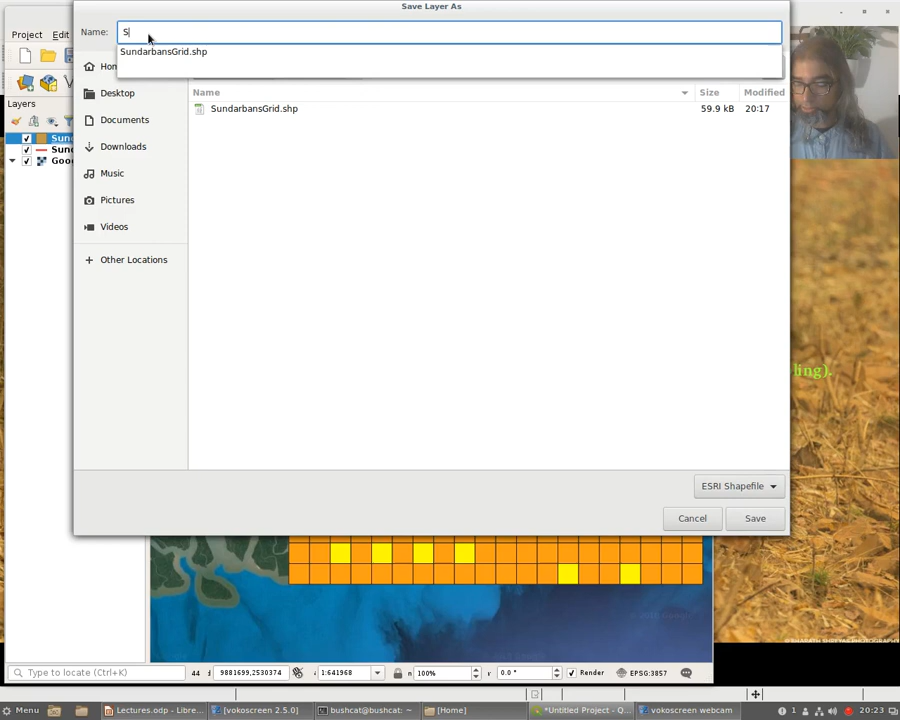 Save Layer As
Project Edit
Name: S
SundarbansGrid.shp
Home
Desktop
Documents
Downloads
Music
Pictures
Videos
Other Locations
Name Size Modified
SundarbansGrid.shp 59.9 kB 20:17
Layers
ling).
ESRI Shapefile
Cancel Save
Type to locate (Ctrl+K) 44 9881699,2530374 1:641968 100% 0.0 ° Render EPSG:3857
Menu Lectures.odp - Libre... [vokoscreen 2.5.0] bushcat@bushcat: ~ [Home] *Untitled Project - Q... vokoscreen webcam 1 20:23